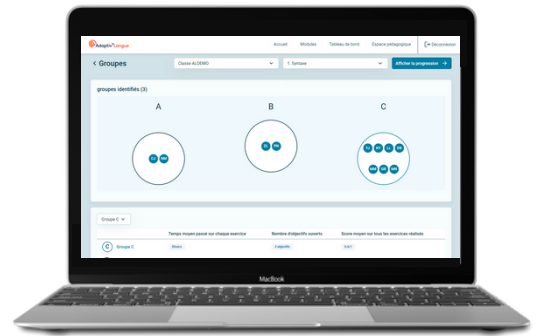 Adaptiv'Langue
Accueil Modules Tableau de bord Espace pédagogique Déconnexion
< Groupes Classe ALDEMO 1. Syntaxe Afficher la progression →
groupes identifiés (3)
A B C
Groupe C
Temps moyen passé sur chaque exercice Nombre d'objectifs ouverts Score moyen sur tous les exercices réalisés
C Groupe C
MacBook